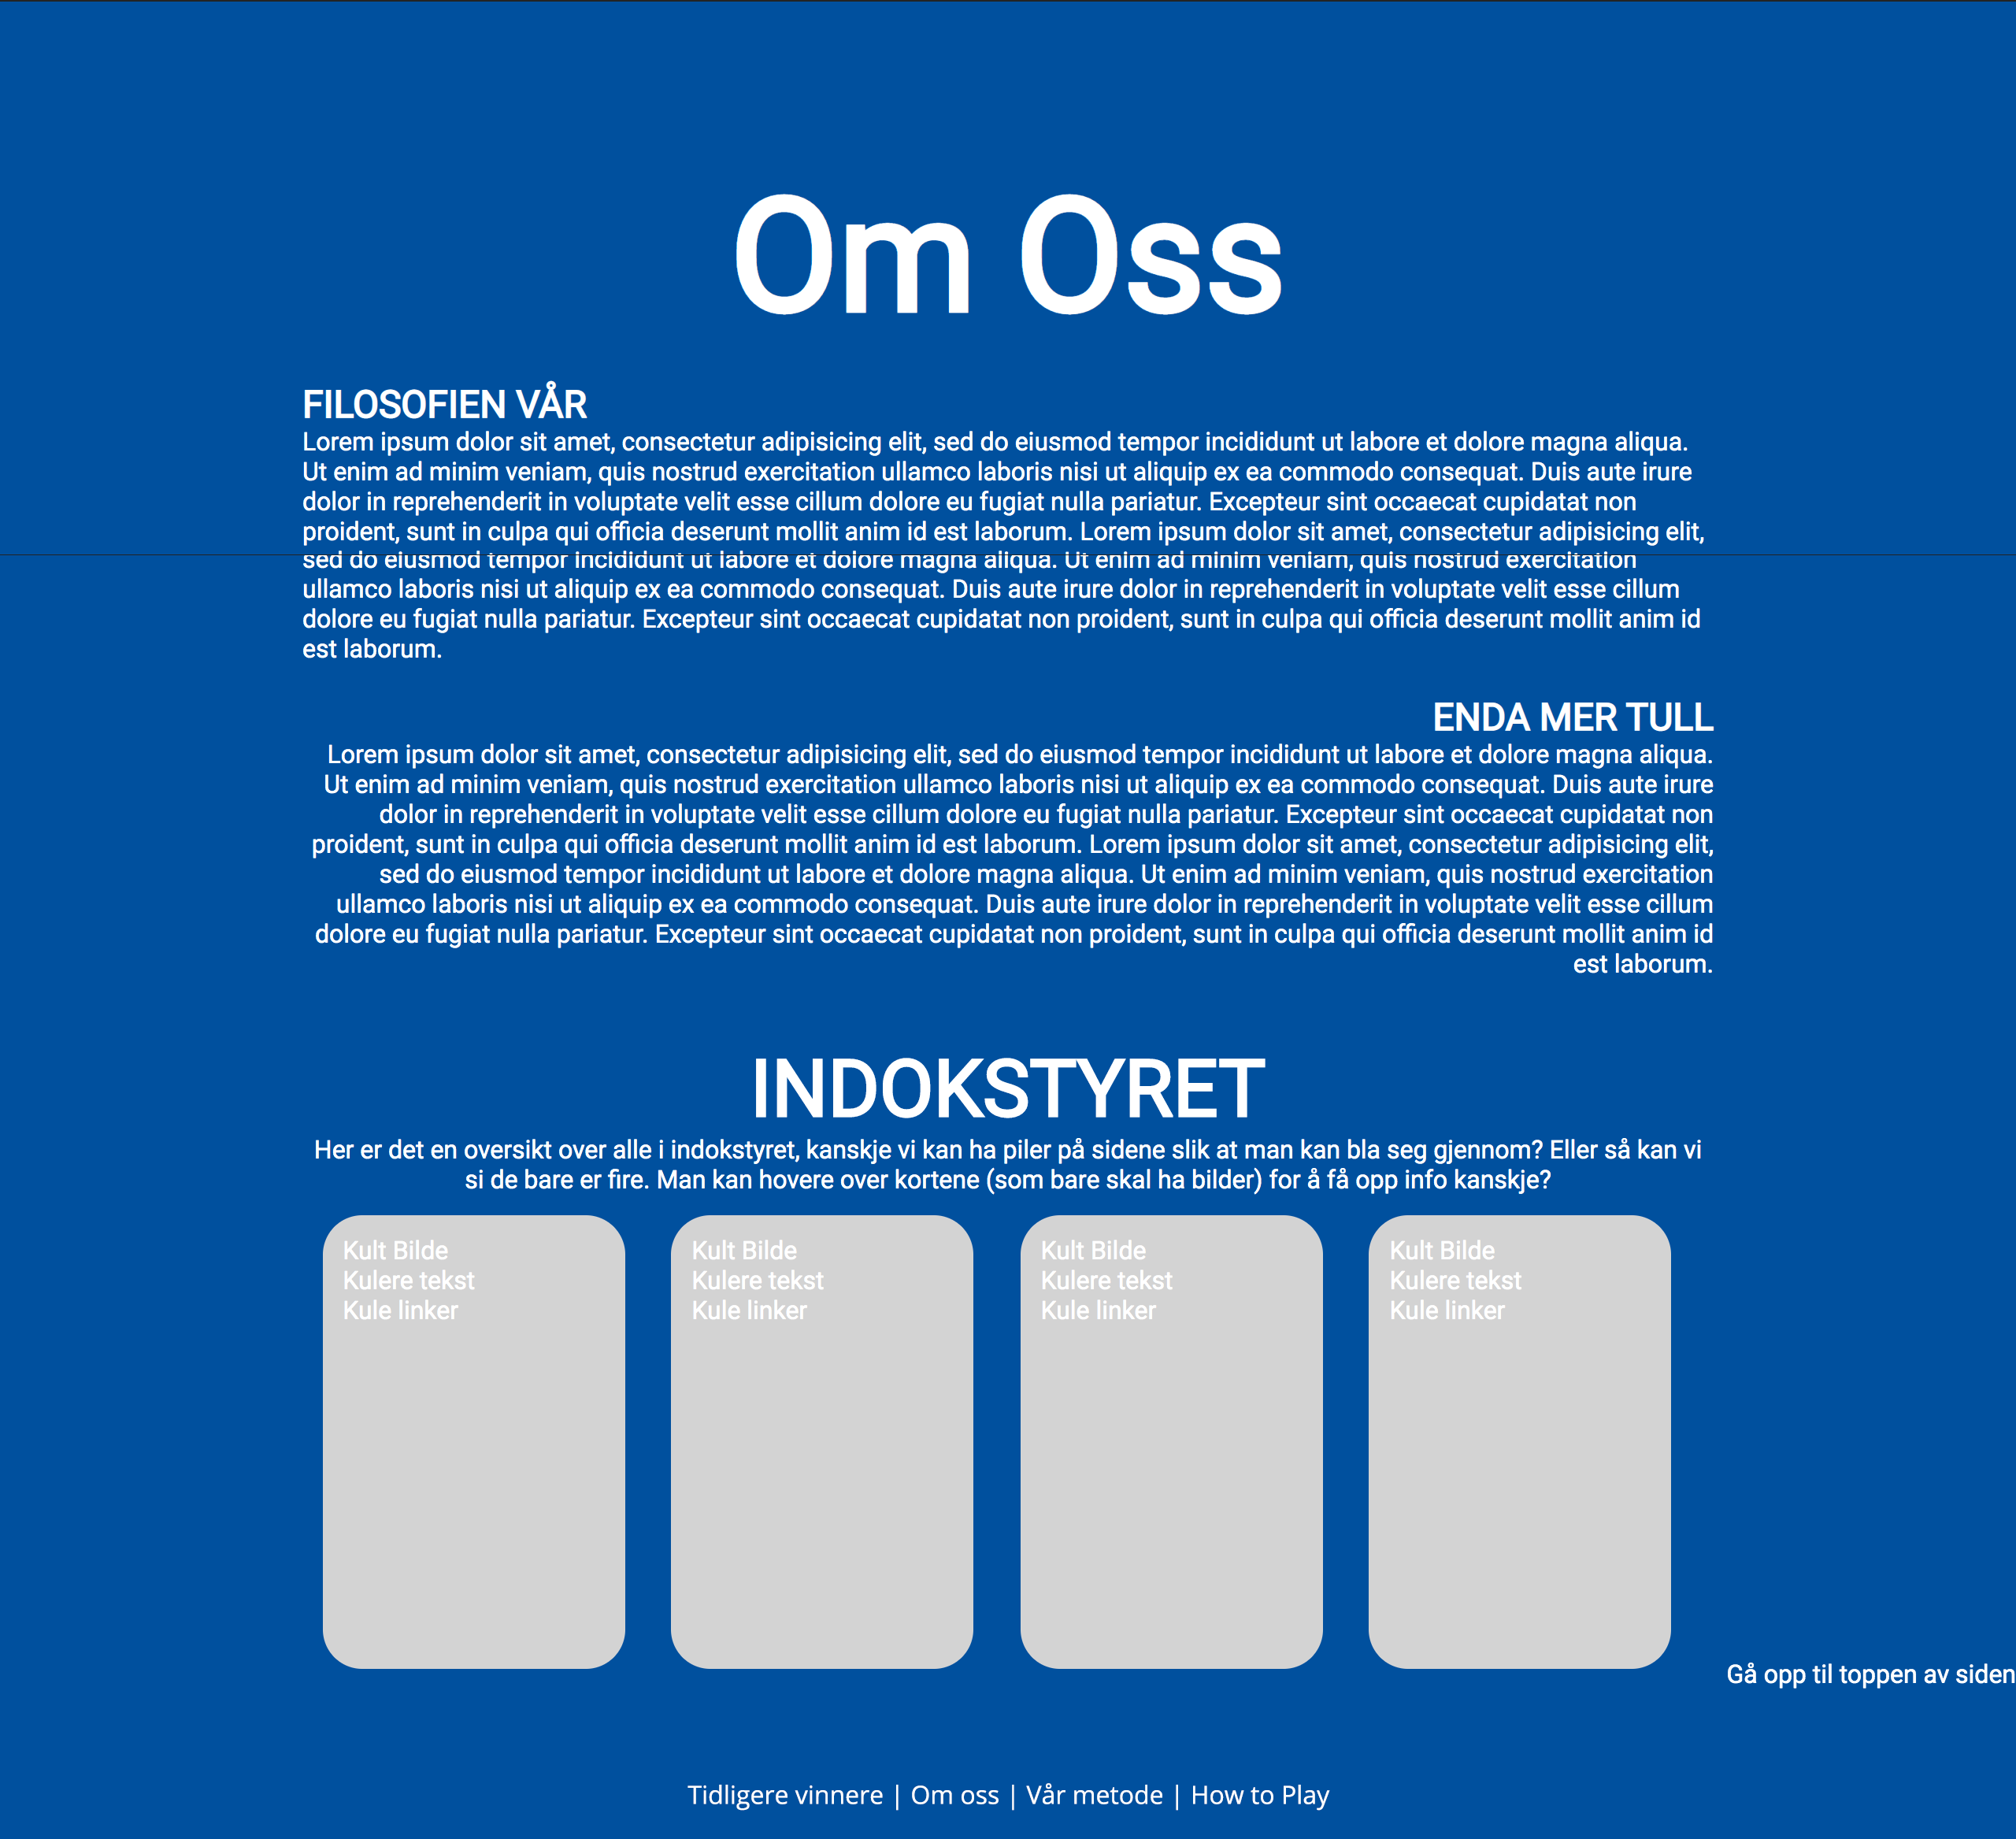 Om Oss
FILOSOFIEN VÅR
Lorem ipsum dolor sit amet, consectetur adipisicing elit, sed do eiusmod tempor incididunt ut labore et dolore magna aliqua.
Ut enim ad minim veniam, quis nostrud exercitation ullamco laboris nisi ut aliquip ex ea commodo consequat. Duis aute irure
dolor in reprehenderit in voluptate velit esse cillum dolore eu fugiat nulla pariatur. Excepteur sint occaecat cupidatat non
proident, sunt in culpa qui officia deserunt mollit anim id est laborum. Lorem ipsum dolor sit amet, consectetur adipisicing elit,
sed do eiusmod tempor incididunt ut labore et dolore magna aliqua. Ut enim ad minim veniam, quis nostrud exercitation
ullamco laboris nisi ut aliquip ex ea commodo consequat. Duis aute irure dolor in reprehenderit in voluptate velit esse cillum
dolore eu fugiat nulla pariatur. Excepteur sint occaecat cupidatat non proident, sunt in culpa qui officia deserunt mollit anim id
est laborum.
ENDA MER TULL
Lorem ipsum dolor sit amet, consectetur adipisicing elit, sed do eiusmod tempor incididunt ut labore et dolore magna aliqua.
Ut enim ad minim veniam, quis nostrud exercitation ullamco laboris nisi ut aliquip ex ea commodo consequat. Duis aute irure
dolor in reprehenderit in voluptate velit esse cillum dolore eu fugiat nulla pariatur. Excepteur sint occaecat cupidatat non
proident, sunt in culpa qui officia deserunt mollit anim id est laborum. Lorem ipsum dolor sit amet, consectetur adipisicing elit,
sed do eiusmod tempor incididunt ut labore et dolore magna aliqua. Ut enim ad minim veniam, quis nostrud exercitation
ullamco laboris nisi ut aliquip ex ea commodo consequat. Duis aute irure dolor in reprehenderit in voluptate velit esse cillum
dolore eu fugiat nulla pariatur. Excepteur sint occaecat cupidatat non proident, sunt in culpa qui officia deserunt mollit anim id
est laborum.
INDOKSTYRET
Her er det en oversikt over alle i indokstyret, kanskje vi kan ha piler på sidene slik at man kan bla seg gjennom? Eller så kan vi
si de bare er fire. Man kan hovere over kortene (som bare skal ha bilder) for å få opp info kanskje?
Kult Bilde
Kulere tekst
Kule linker
Kult Bilde
Kulere tekst
Kule linker
Kult Bilde
Kulere tekst
Kule linker
Kult Bilde
Kulere tekst
Kule linker
Gå opp til toppen av siden
Tidligere vinnere | Om oss | Vår metode | How to Play